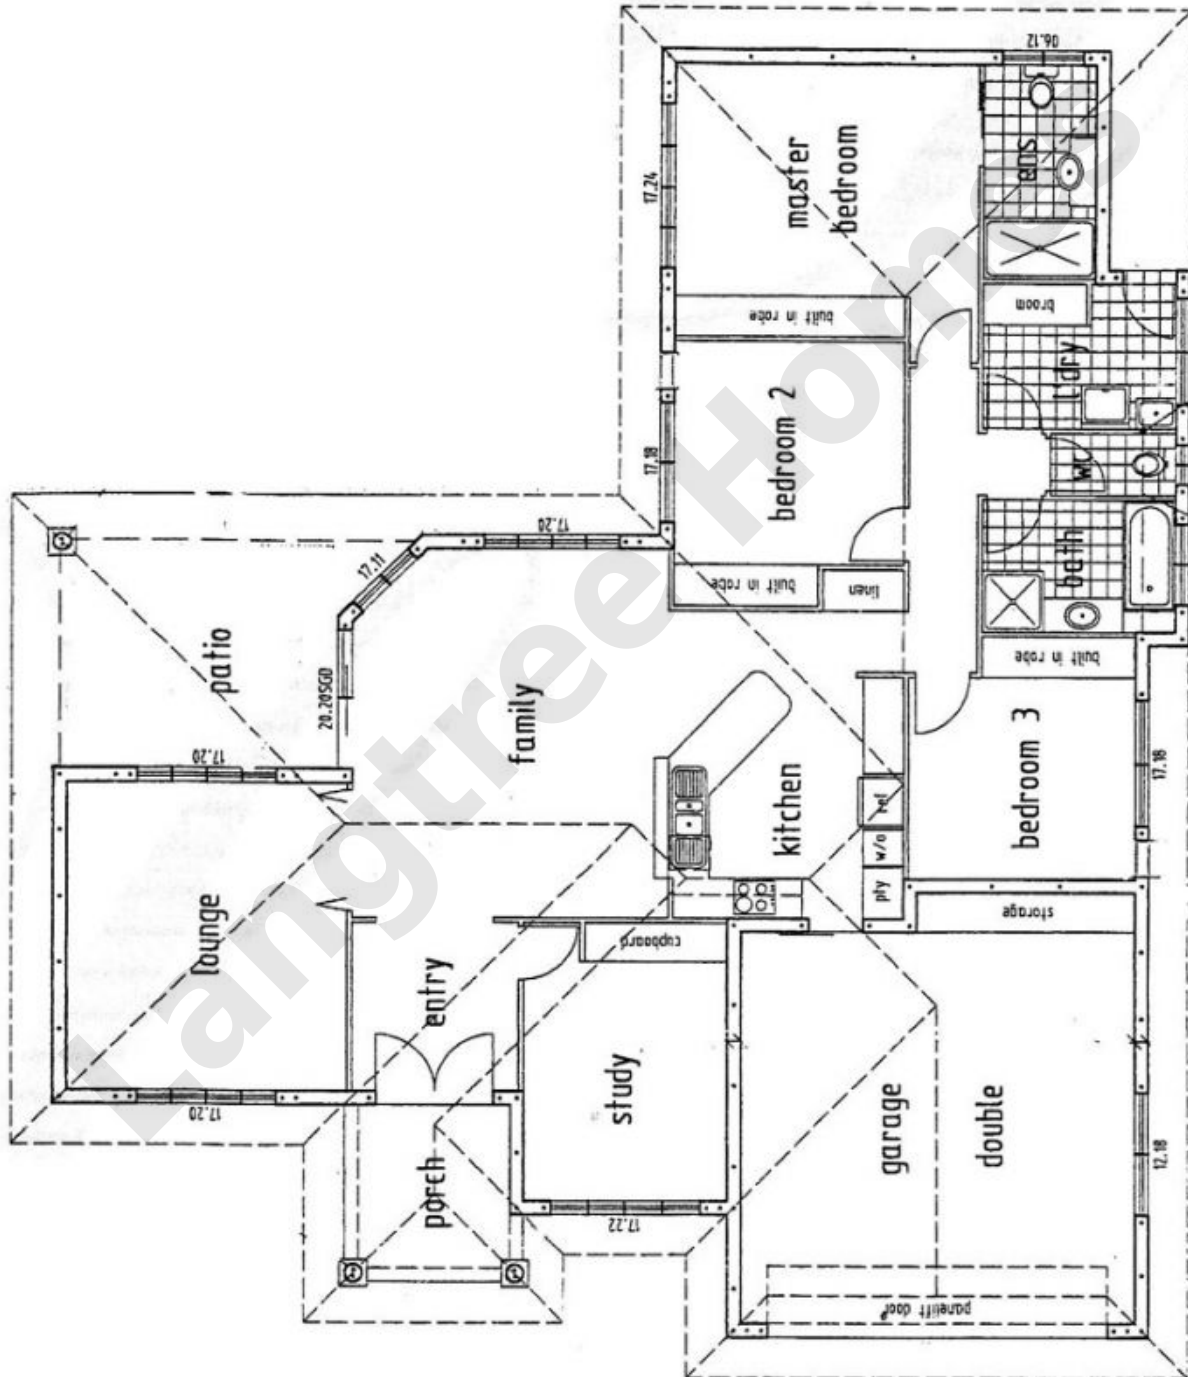 06.12
17.24
master
bedroom
ens
built in robe
broom
bedroom 2
17.18
l'dry
wc
17.20
17.11
built in robe
linen
bath
patio
20.20SGD
family
built in robe
17.20
kitchen
ref
w/o
pty
bedroom 3
17.18
lounge
entry
cupboard
storage
17.20
study
porch
17.22
garage
double
12.18
panelift door
Langtree Homes